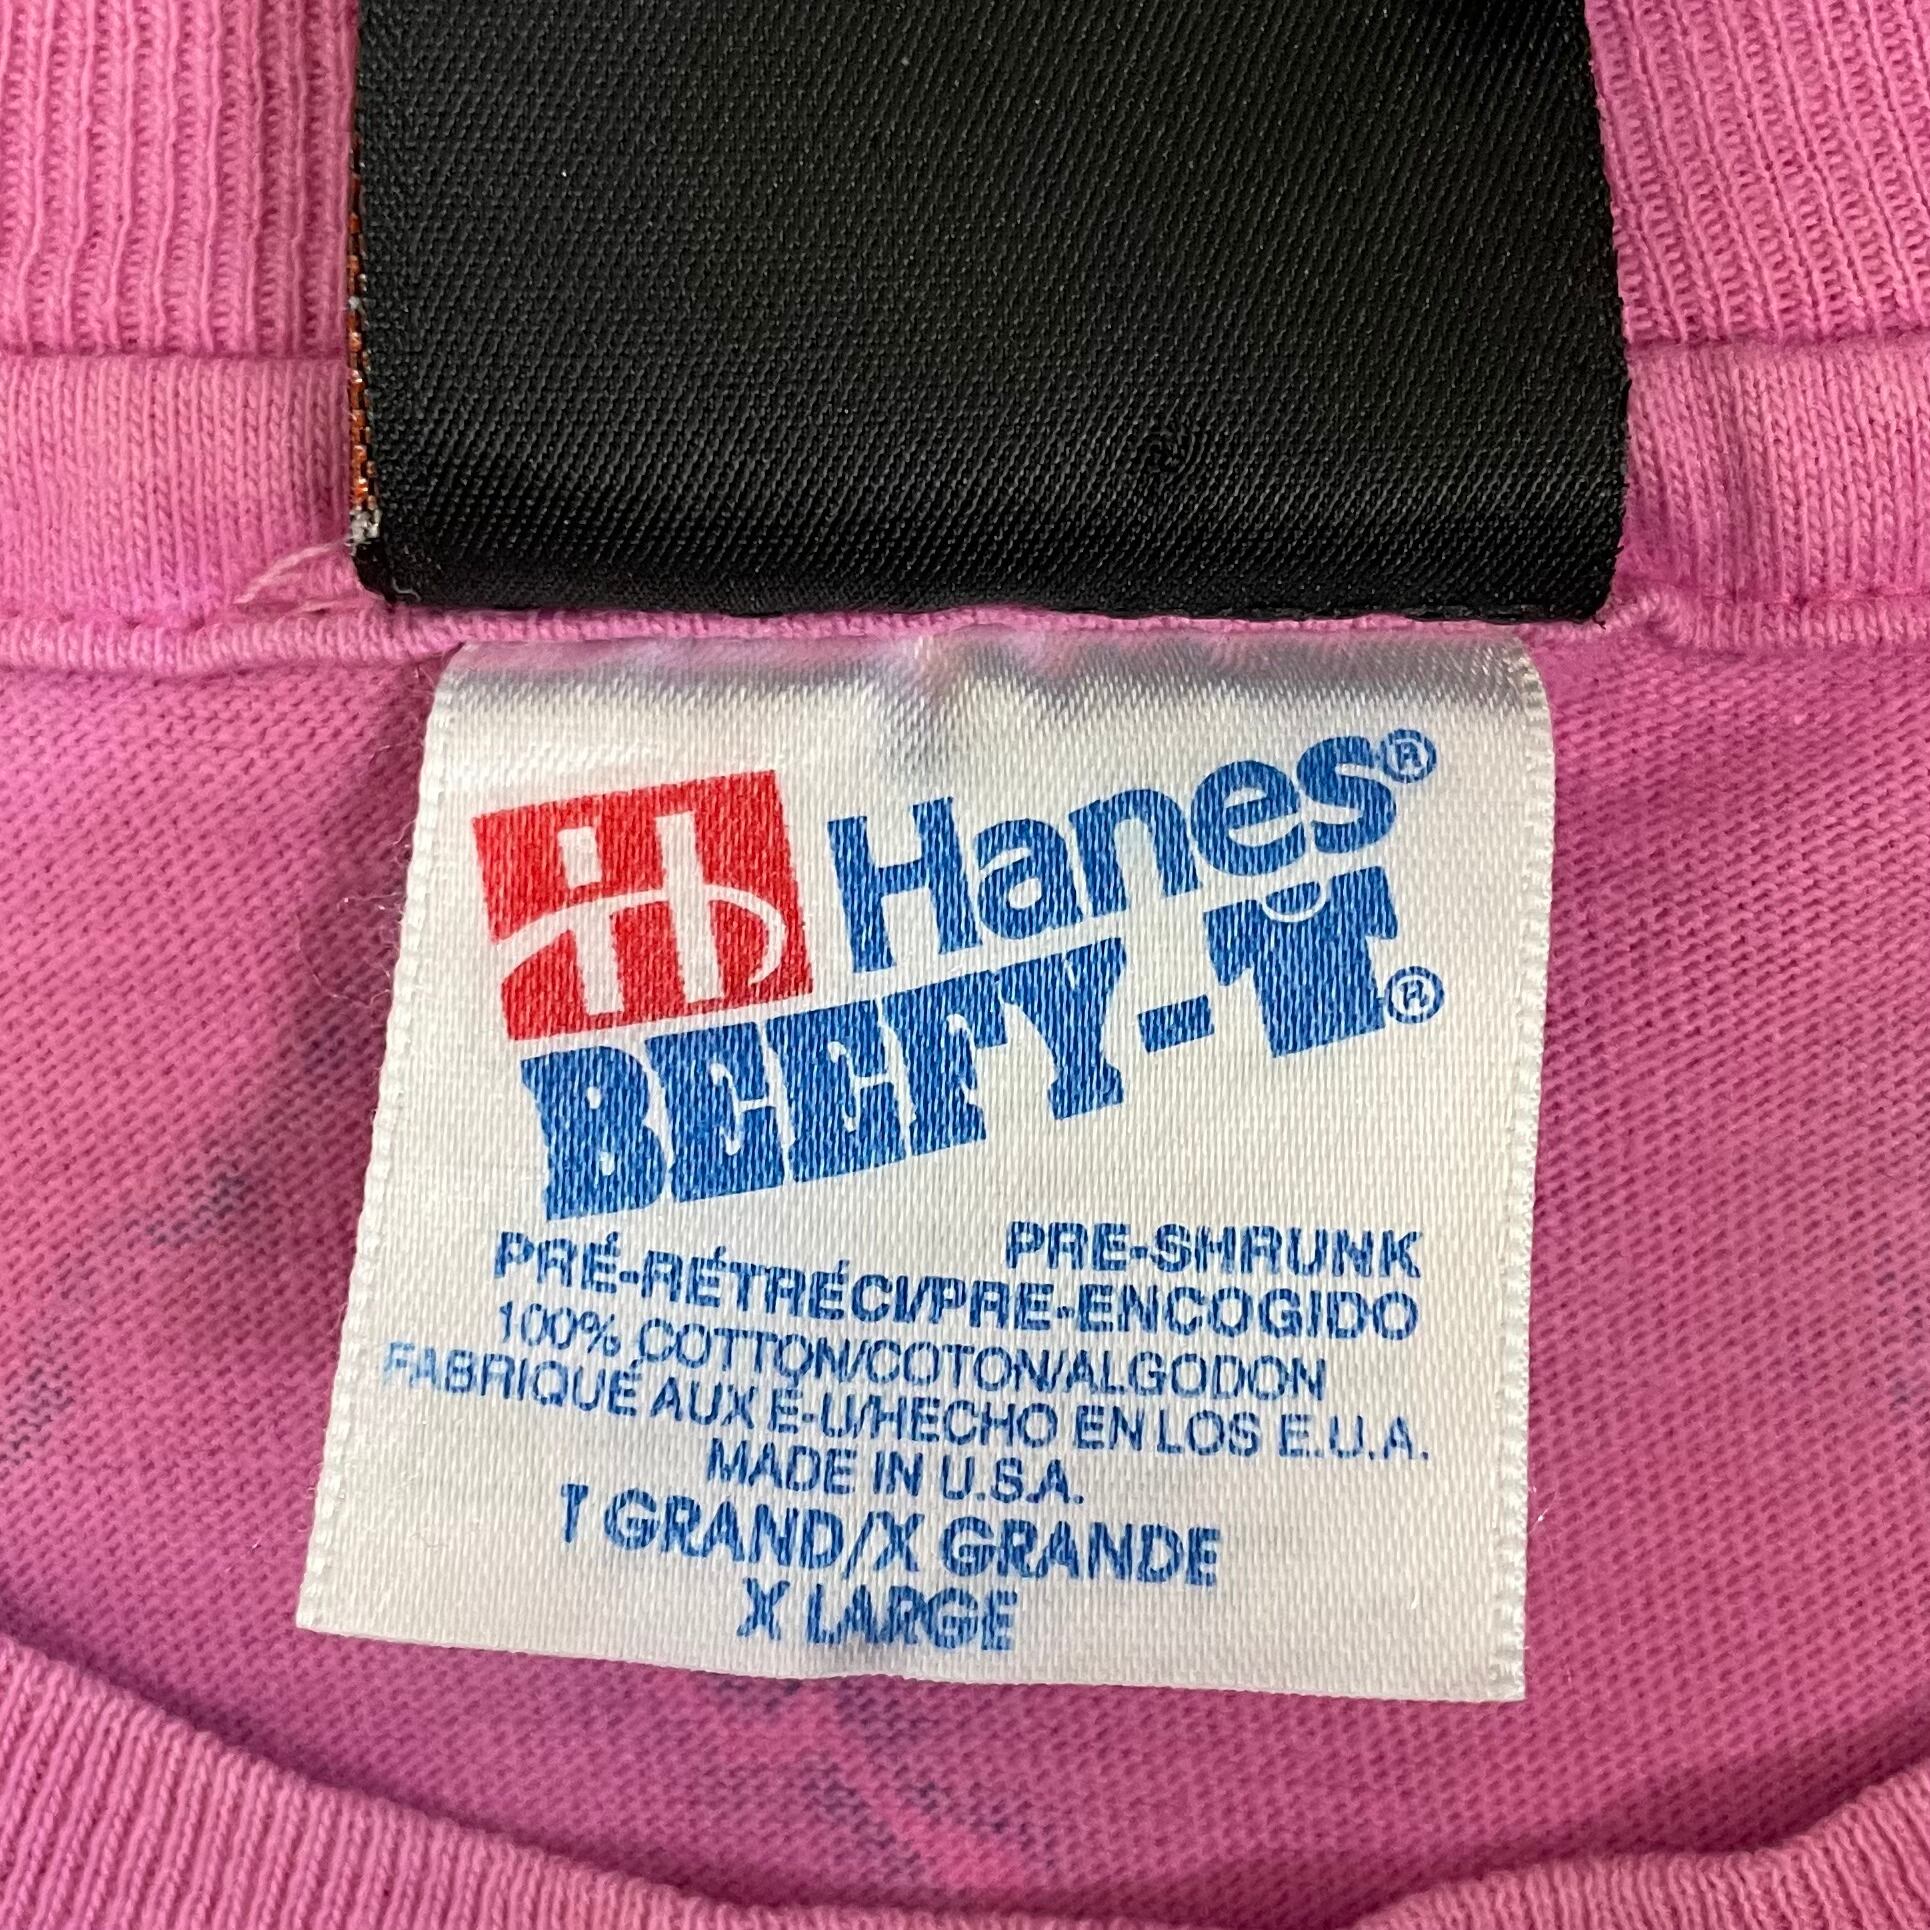 Hanes®
BEEFY-T®
PRE-SHRUNK
PRÉ-RÉTRÉCI/PRE-ENCOGIDO
100% COTTON/COTON/ALGODON
FABRIQUÉ AUX É-U/HECHO EN LOS E.U.A.
MADE IN U.S.A.
T GRAND/X GRANDE
X LARGE